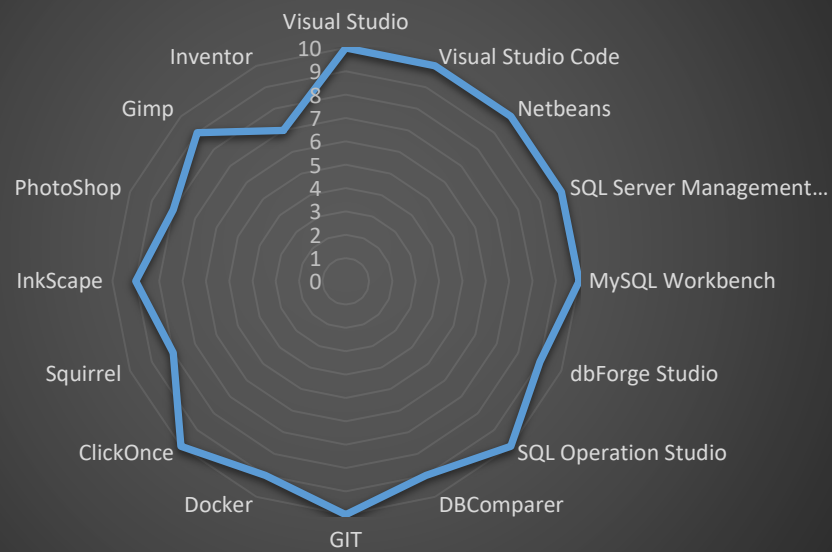 Visual Studio
Visual Studio Code
Netbeans
SQL Server Management…
MySQL Workbench
dbForge Studio
SQL Operation Studio
DBComparer
GIT
Docker
ClickOnce
Squirrel
InkScape
PhotoShop
Gimp
Inventor
10
9
8
7
6
5
4
3
2
1
0